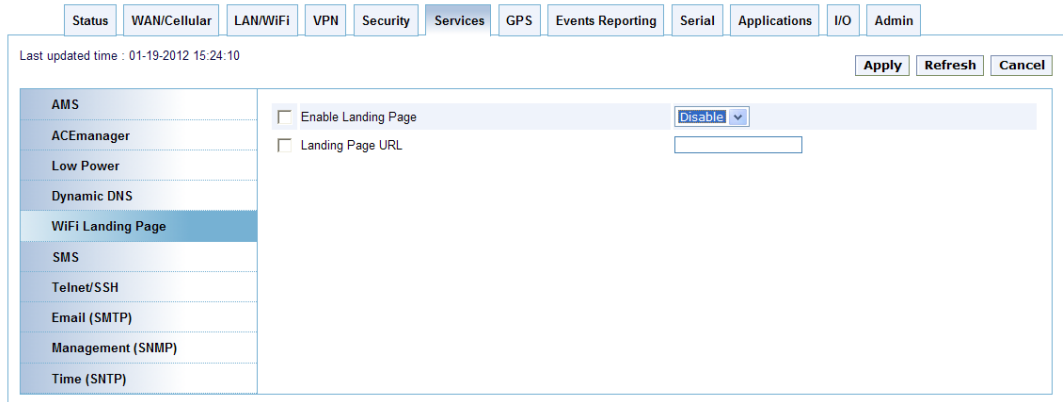 Status WAN/Cellular LAN/WiFi VPN Security Services GPS Events Reporting Serial Applications I/O Admin
Last updated time : 01-19-2012 15:24:10
Apply Refresh Cancel
AMS
ACEmanager
Low Power
Dynamic DNS
WiFi Landing Page
SMS
Telnet/SSH
Email (SMTP)
Management (SNMP)
Time (SNTP)
Enable Landing Page Disable
Landing Page URL